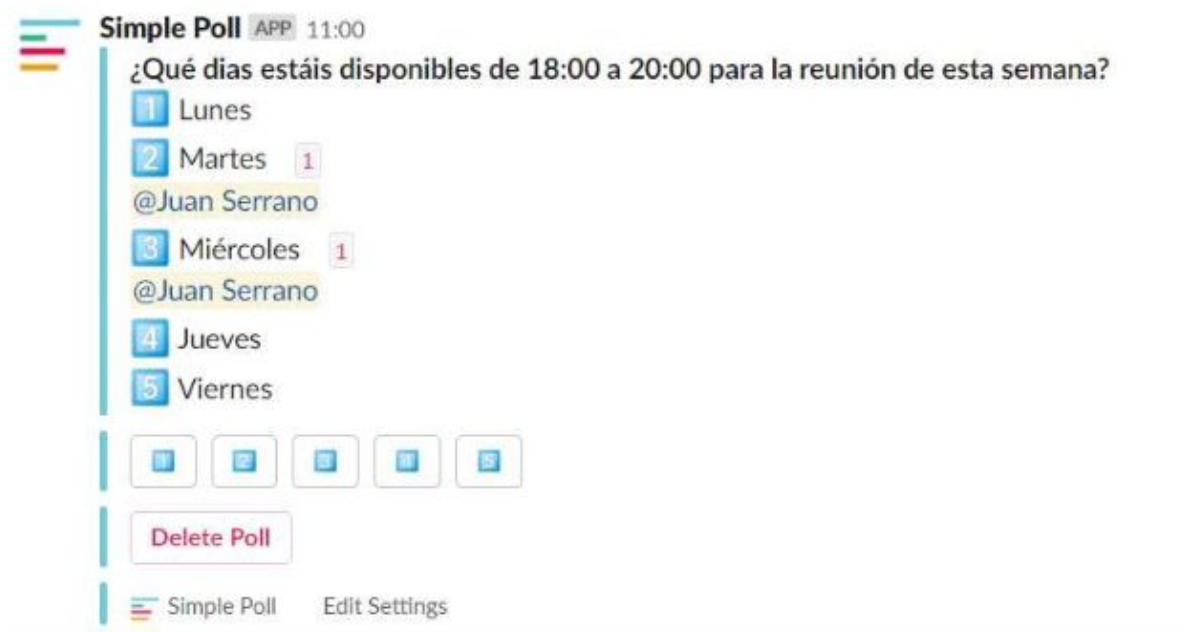 Simple Poll APP 11:00
¿Qué dias estáis disponibles de 18:00 a 20:00 para la reunión de esta semana?
1 Lunes
2 Martes 1
@Juan Serrano
3 Miércoles 1
@Juan Serrano
4 Jueves
5 Viernes
1 2 3 4 5
Delete Poll
Simple Poll Edit Settings